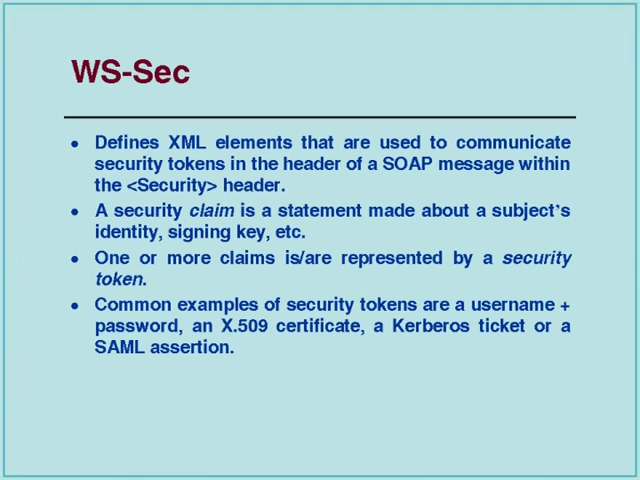 WS-Sec
● Defines XML elements that are used to communicate
security tokens in the header of a SOAP message within
the <Security> header.
● A security claim is a statement made about a subject’s
identity, signing key, etc.
● One or more claims is/are represented by a security
token.
● Common examples of security tokens are a username +
password, an X.509 certificate, a Kerberos ticket or a
SAML assertion.